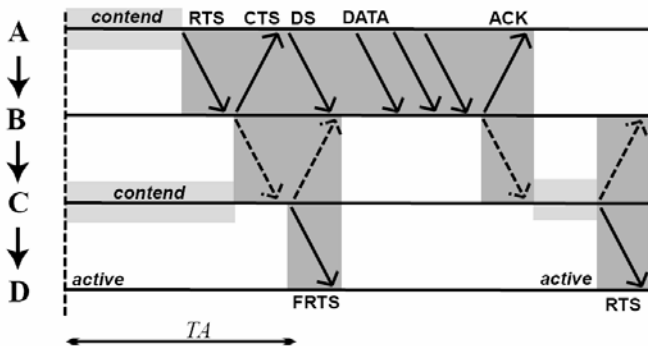 contend RTS CTS DS DATA ACK
A
B
contend
C
active active
D
FRTS RTS
TA